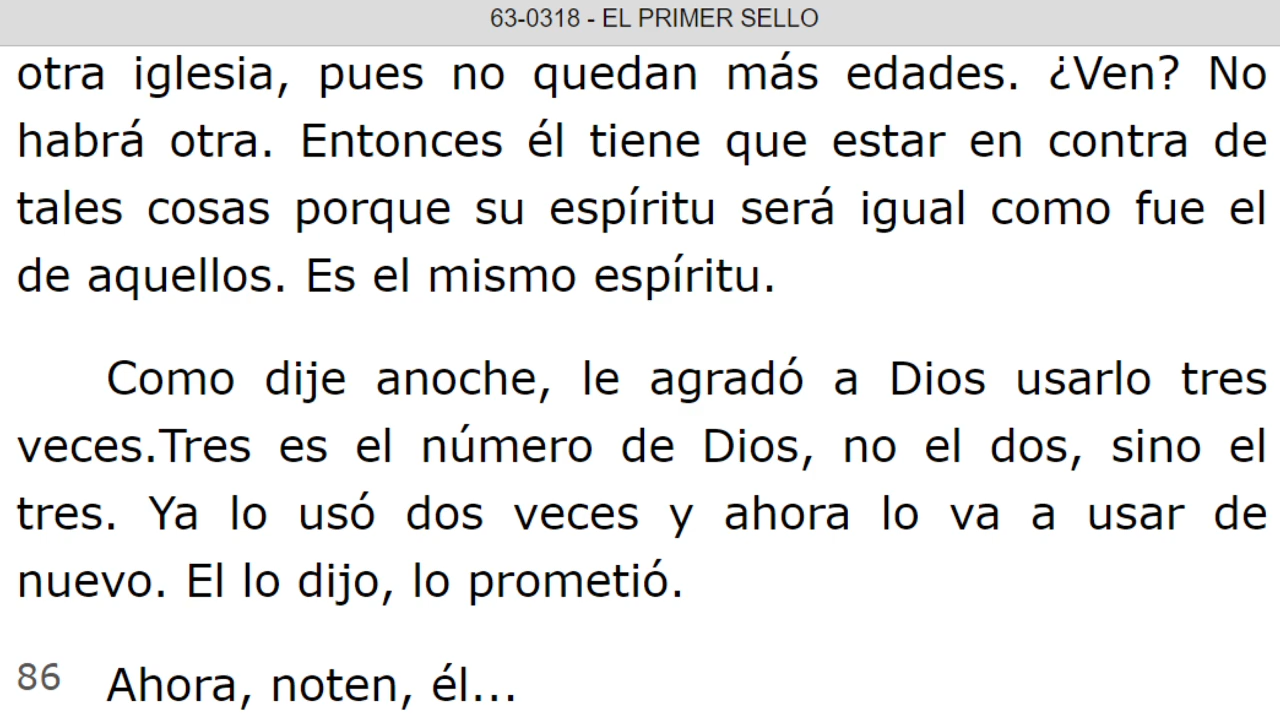 63-0318 - EL PRIMER SELLO
otra iglesia, pues no quedan más edades. ¿Ven? No
habrá otra. Entonces él tiene que estar en contra de
tales cosas porque su espíritu será igual como fue el
de aquellos. Es el mismo espíritu.
Como dije anoche, le agradó a Dios usarlo tres
veces.Tres es el número de Dios, no el dos, sino el
tres. Ya lo usó dos veces y ahora lo va a usar de
nuevo. El lo dijo, lo prometió.
86 Ahora, noten, él...